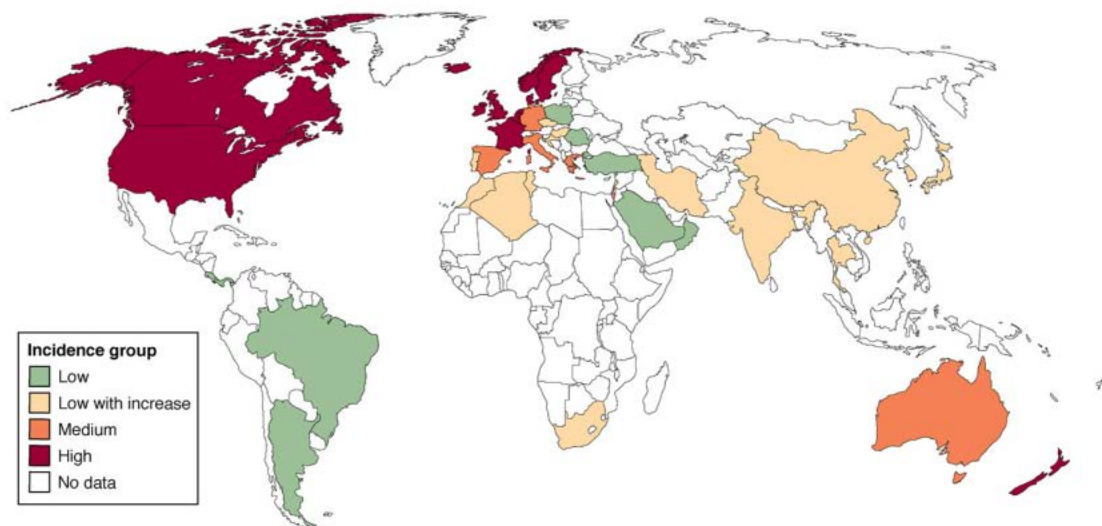 Incidence group
Low
Low with increase
Medium
High
No data